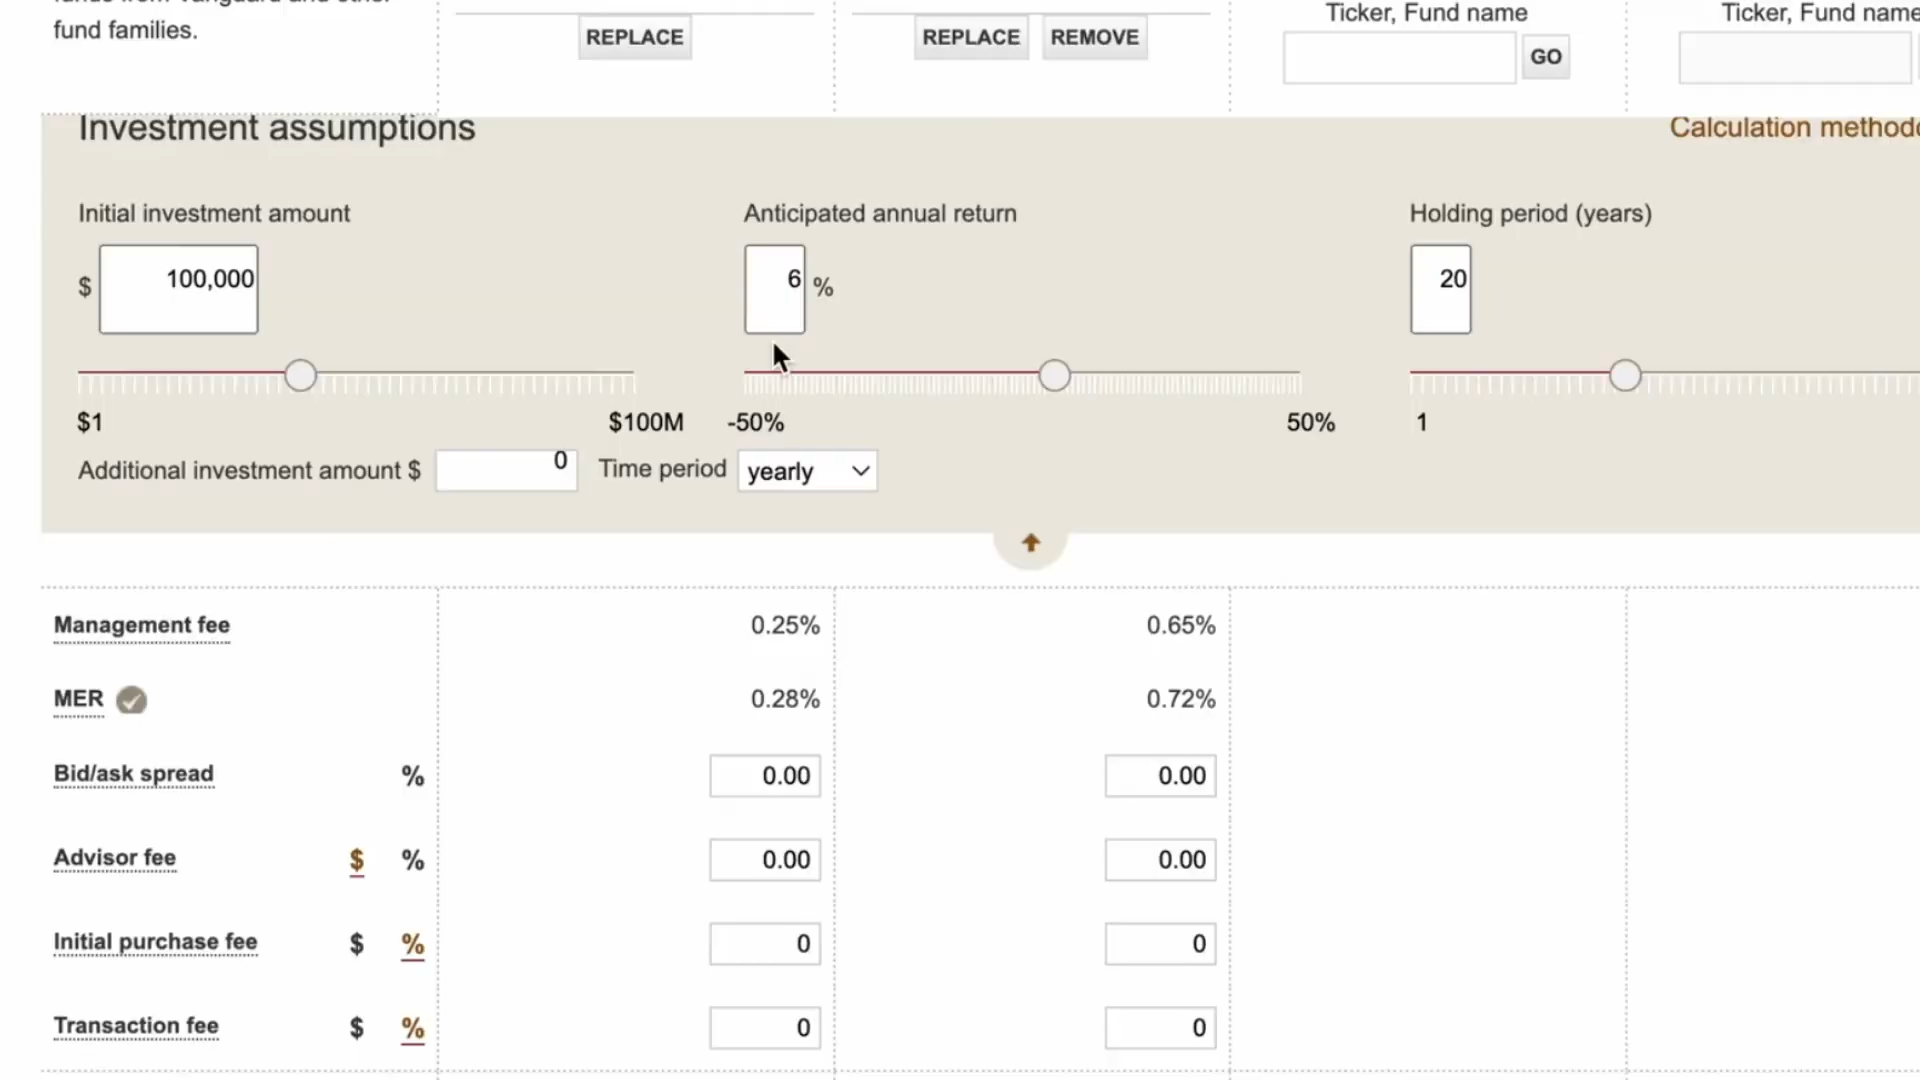 fund families.
REPLACE
REPLACE REMOVE
Ticker, Fund name
GO
Ticker, Fund name
Investment assumptions
Calculation
Initial investment amount
$ 100,000
$1 $100M
Anticipated annual return
6 %
-50% 50%
Holding period (years)
20
1
Additional investment amount $ 0 Time period yearly
Management fee 0.25% 0.65%
MER 0.28% 0.72%
Bid/ask spread % 0.00 0.00
Advisor fee $ % 0.00 0.00
Initial purchase fee $ % 0 0
Transaction fee $ % 0 0